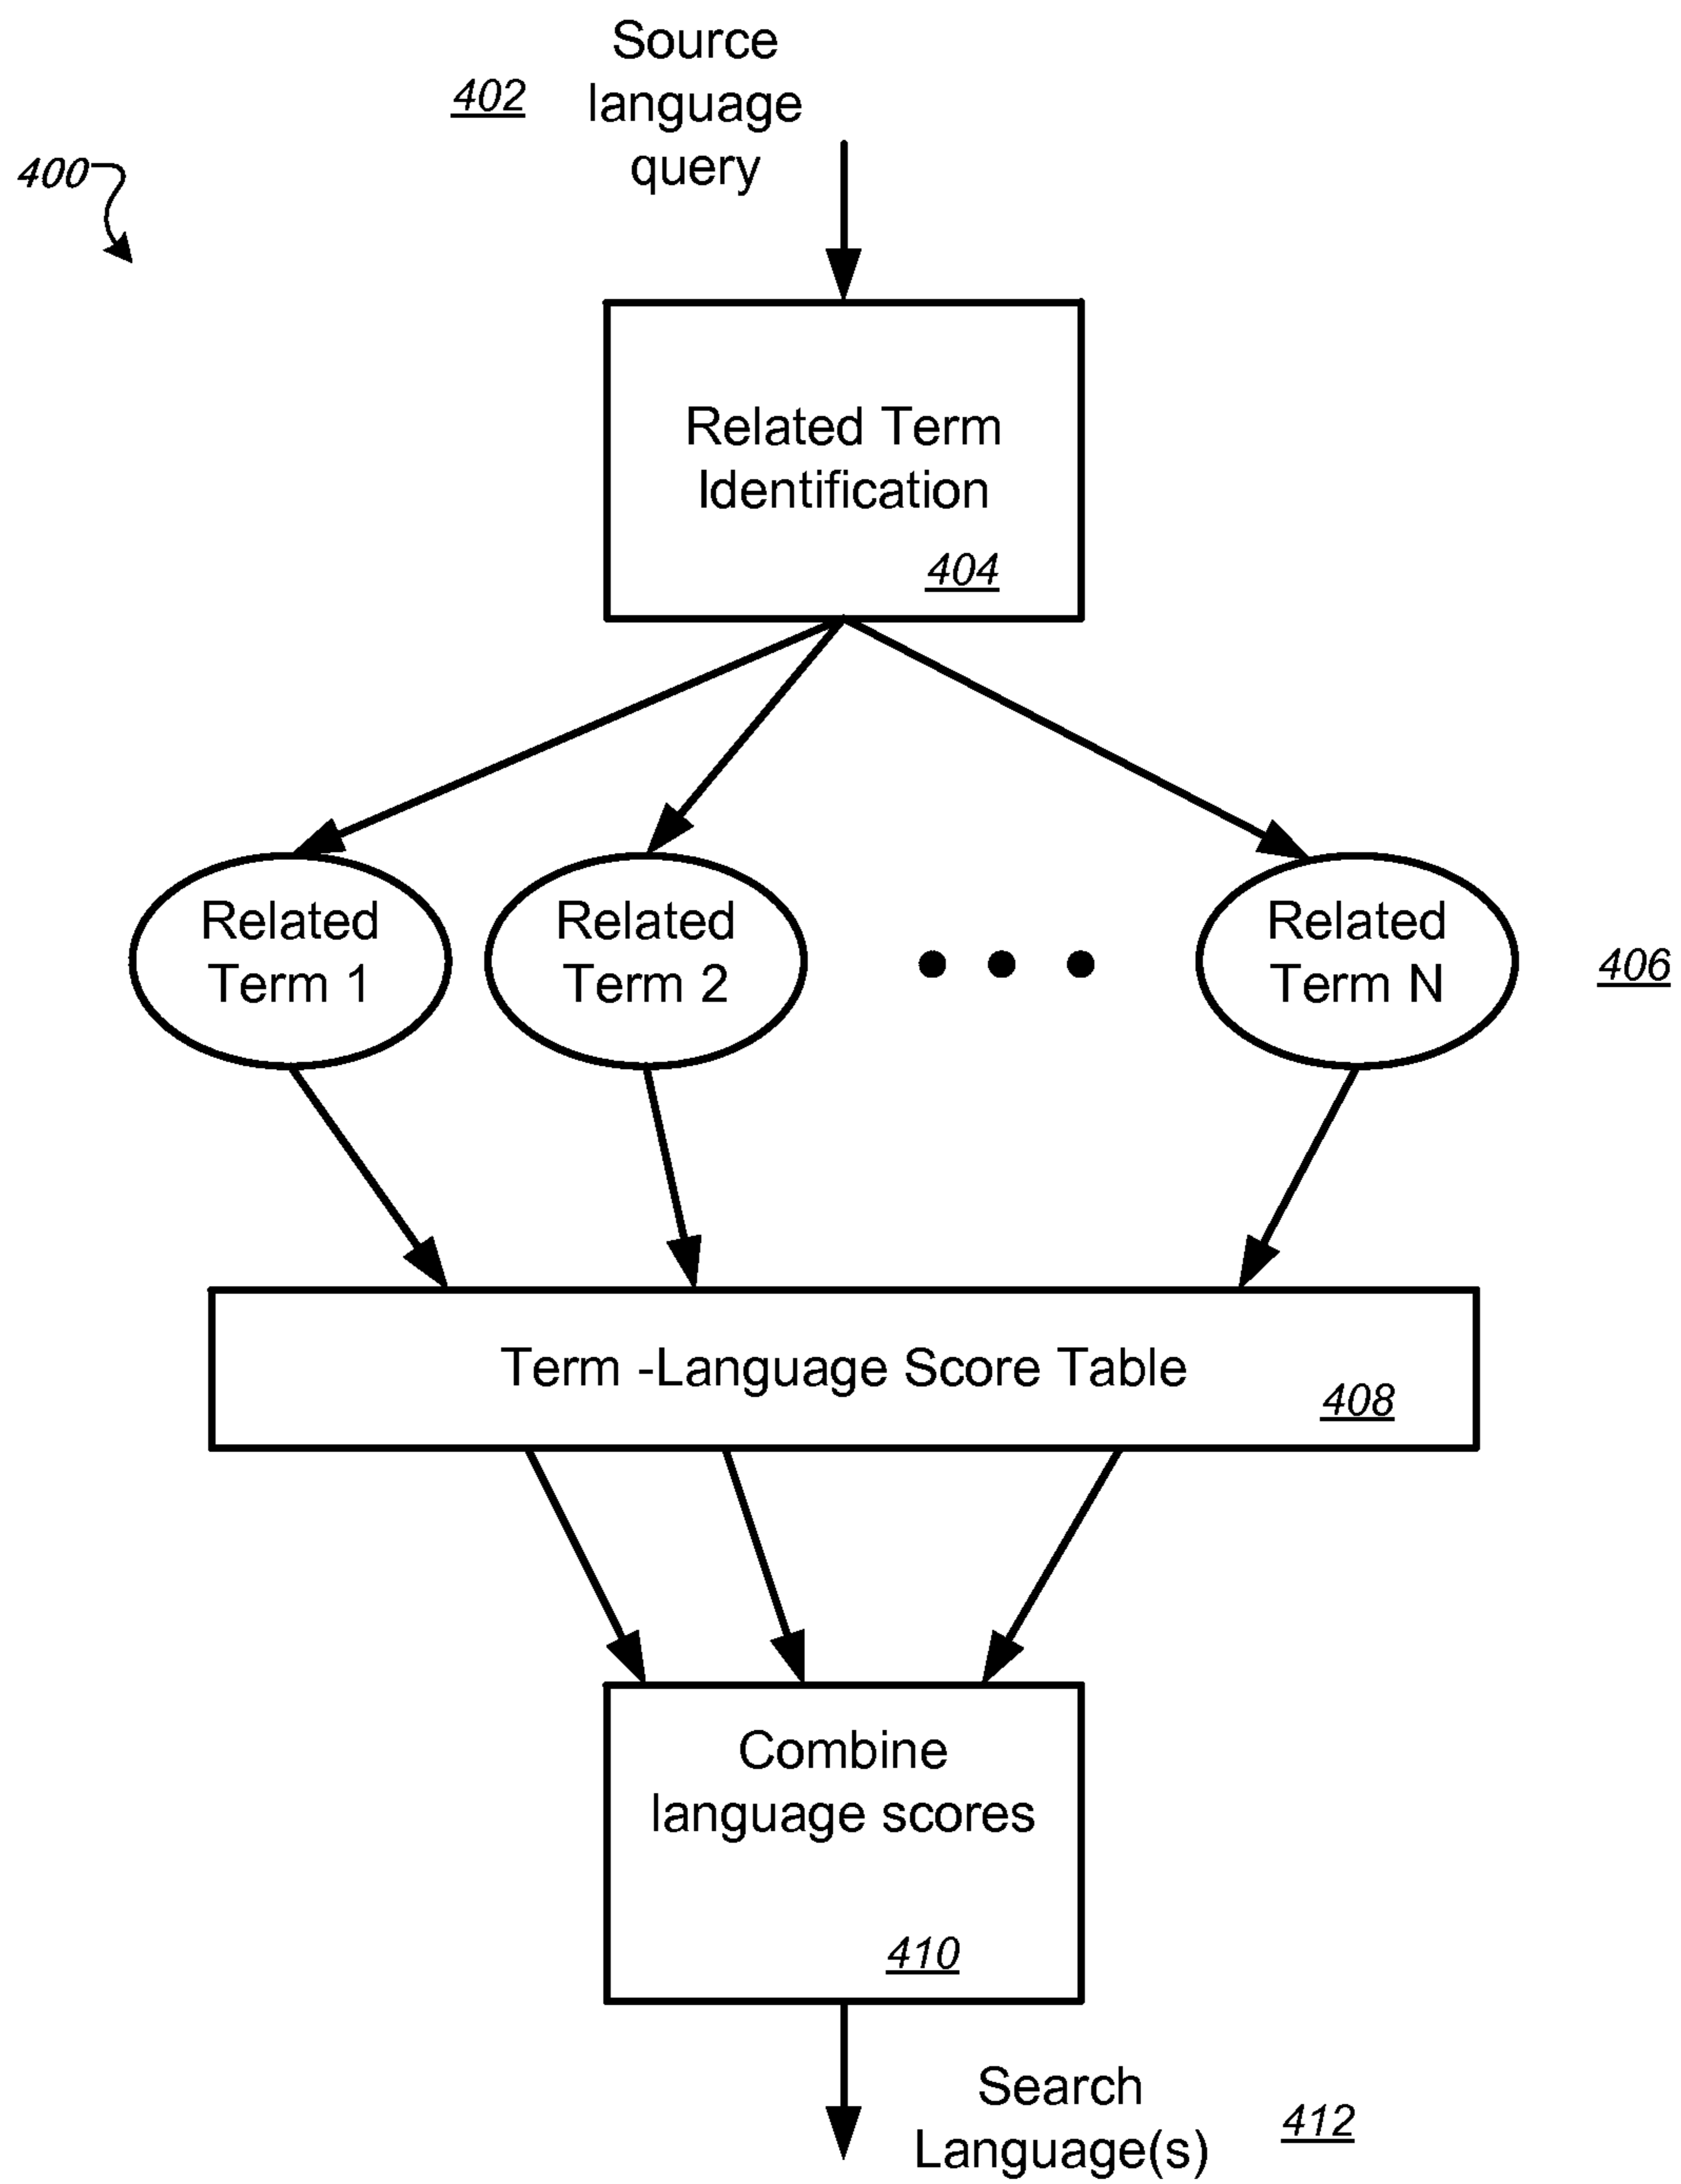 Source
language
query
402
400
Related Term
Identification
404
Related
Term 1
Related
Term 2
Related
Term N
406
Term -Language Score Table
408
Combine
language scores
410
Search
Language(s)
412